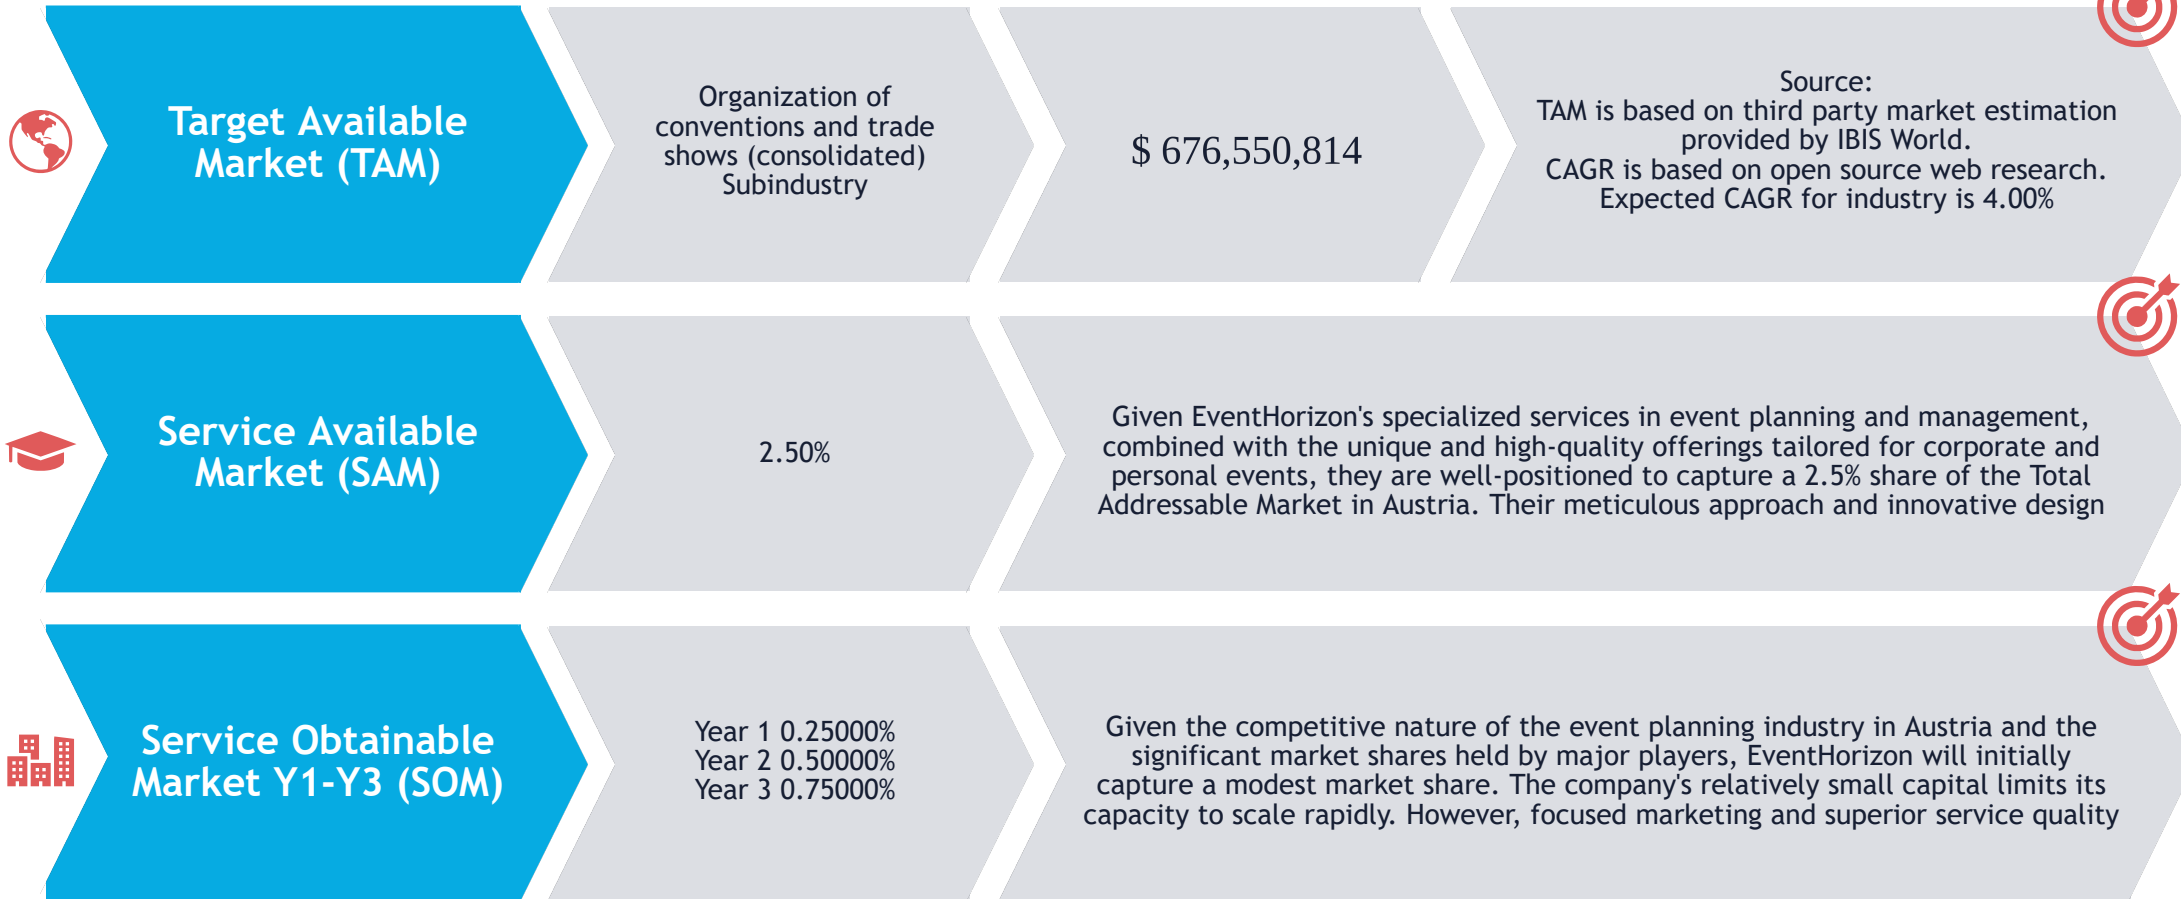 Target Available
Market (TAM)
Organization of
conventions and trade
shows (consolidated)
Subindustry
$ 676,550,814
Source:
TAM is based on third party market estimation
provided by IBIS World.
CAGR is based on open source web research.
Expected CAGR for industry is 4.00%
Service Available
Market (SAM)
2.50%
Given EventHorizon's specialized services in event planning and management,
combined with the unique and high-quality offerings tailored for corporate and
personal events, they are well-positioned to capture a 2.5% share of the Total
Addressable Market in Austria. Their meticulous approach and innovative design
Service Obtainable
Market Y1-Y3 (SOM)
Year 1 0.25000%
Year 2 0.50000%
Year 3 0.75000%
Given the competitive nature of the event planning industry in Austria and the
significant market shares held by major players, EventHorizon will initially
capture a modest market share. The company's relatively small capital limits its
capacity to scale rapidly. However, focused marketing and superior service quality